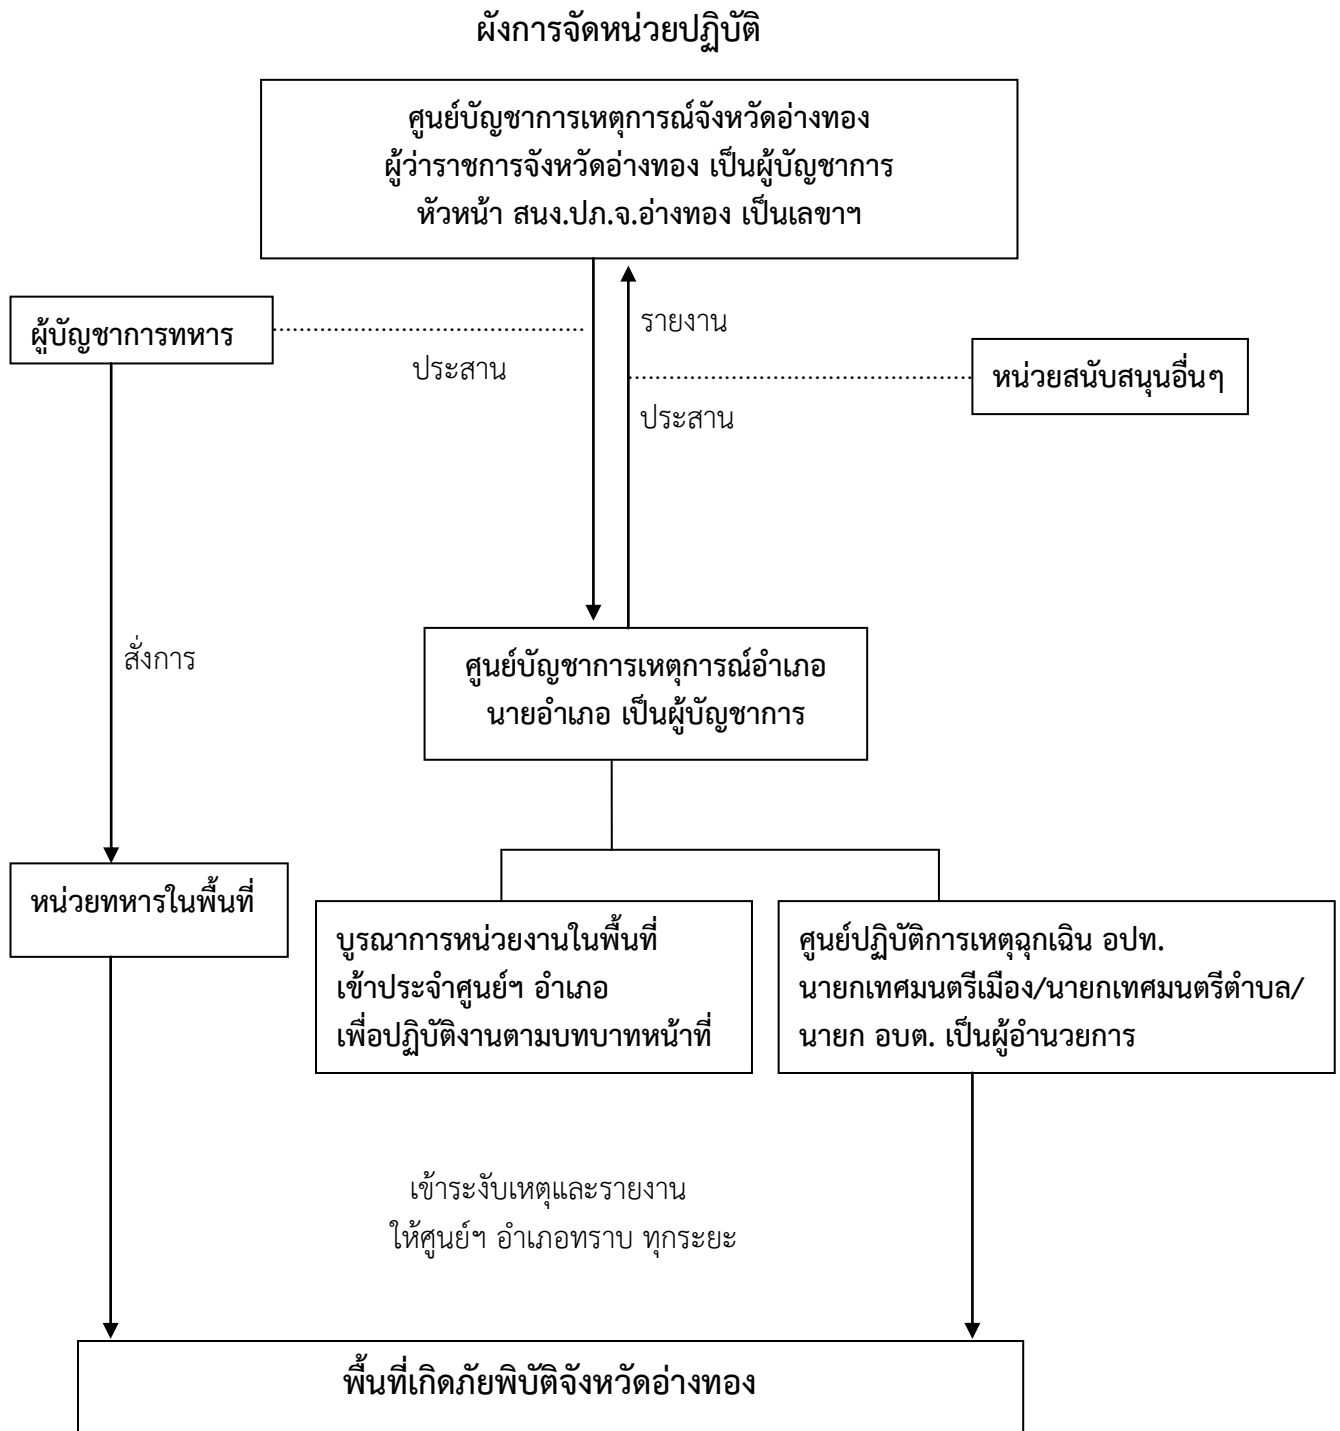 ผังการจัดหน่วยปฏิบัติ
ศูนย์บัญชาการเหตุการณ์จังหวัดอ่างทอง
ผู้ว่าราชการจังหวัดอ่างทอง เป็นผู้บัญชาการ
หัวหน้า สนง.ปภ.จ.อ่างทอง เป็นเลขาฯ
ผู้บัญชาการทหาร
รายงาน
ประสาน
หน่วยสนับสนุนอื่นๆ
ประสาน
สั่งการ
ศูนย์บัญชาการเหตุการณ์อำเภอ
นายอำเภอ เป็นผู้บัญชาการ
หน่วยทหารในพื้นที่
บูรณาการหน่วยงานในพื้นที่
เข้าประจำศูนย์ฯ อำเภอ
เพื่อปฏิบัติงานตามบทบาทหน้าที่
ศูนย์ปฏิบัติการเหตุฉุกเฉิน อปท.
นายกเทศมนตรีเมือง/นายกเทศมนตรีตำบล/
นายก อบต. เป็นผู้อำนวยการ
เข้าระงับเหตุและรายงาน
ให้ศูนย์ฯ อำเภอทราบ ทุกระยะ
พื้นที่เกิดภัยพิบัติจังหวัดอ่างทอง